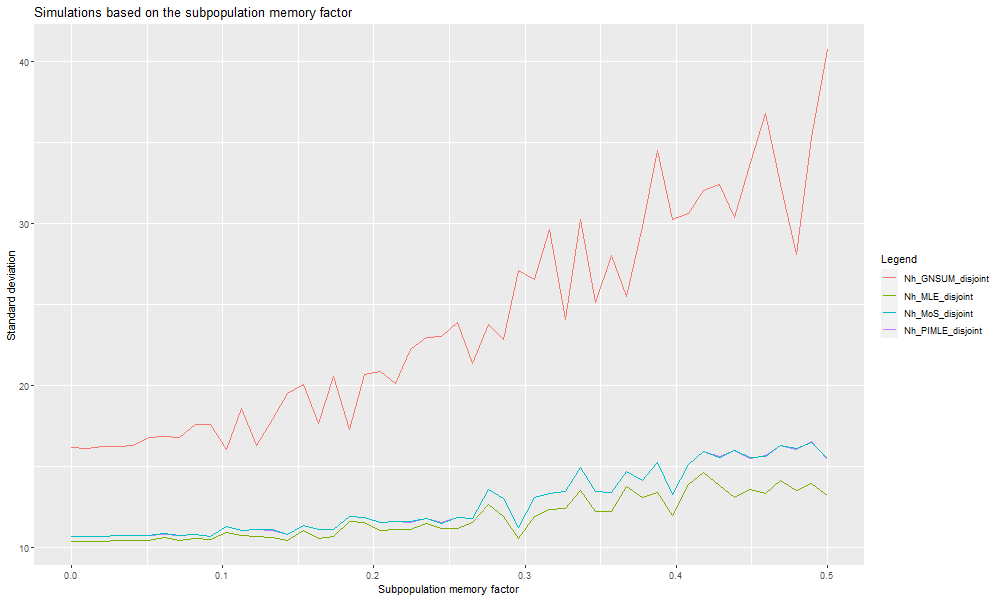 Simulations based on the subpopulation memory factor
40
30
20
10
Standard deviation
0.0 0.1 0.2 0.3 0.4 0.5
Subpopulation memory factor
Legend
Nh_GNSUM_disjoint
Nh_MLE_disjoint
Nh_MoS_disjoint
Nh_PIMLE_disjoint